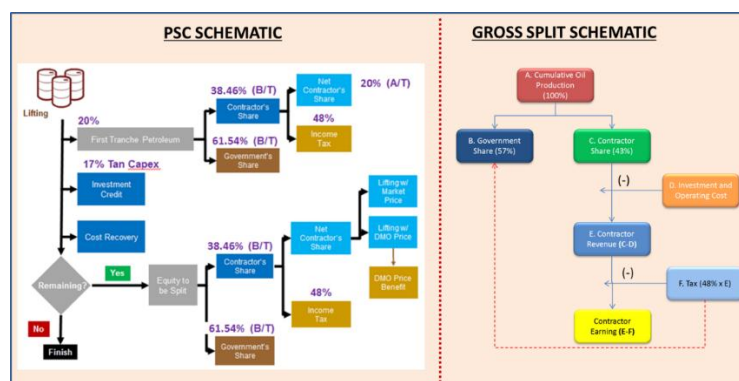 PSC SCHEMATIC
Lifting
20%
First Tranche Petroleum
38.46% (B/T)
Contractor's
Share
61.54% (B/T)
Government's
Share
Net
Contractor's
Share
20% (A/T)
48%
Income
Tax
17% Tan Capex
Investment
Credit
Cost Recovery
Remaining?
Yes
No
Finish
Equity to
be Split
38.46% (B/T)
Contractor's
Share
61.54% (B/T)
Government's
Share
Net
Contractor's
Share
48%
Income
Tax
Lifting w/
Market
Price
Lifting w/
DMO Price
DMO Price
Benefit
GROSS SPLIT SCHEMATIC
A. Cumulative Oil
Production
(100%)
B. Government
Share (57%)
C. Contractor
Share (43%)
(-)
D. Investment and
Operating Cost
E. Contractor
Revenue (C-D)
(-)
F. Tax (48% x E)
Contractor
Earning (E-F)